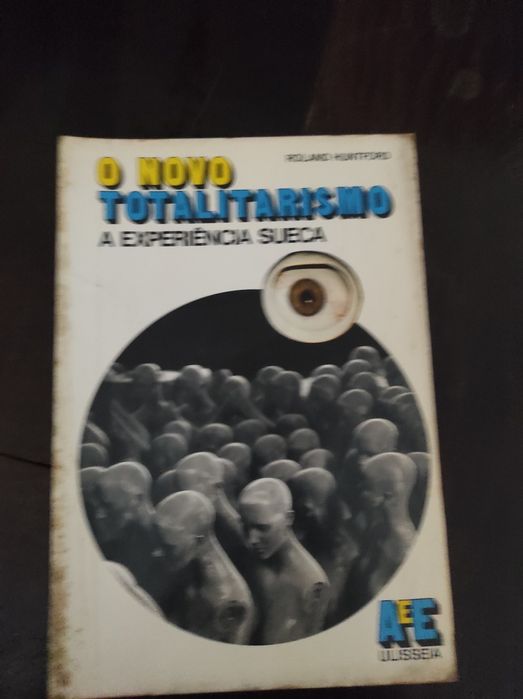 ROLAND HUNTFORD
O NOVO
TOTALITARISMO
A EXPERIÊNCIA SUECA
AEE
ULISSEIA